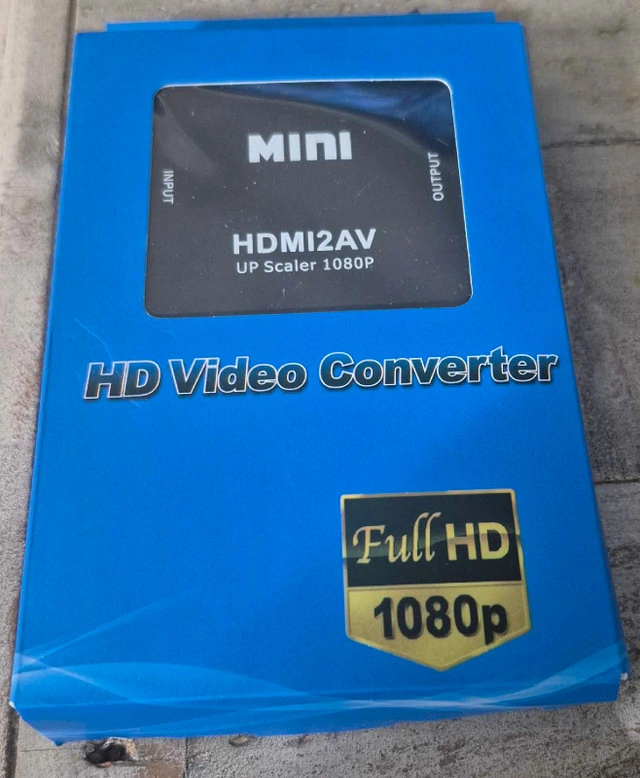 MINI
INPUT
OUTPUT
HDMI2AV
UP Scaler 1080P
HD Video Converter
Full HD
1080p